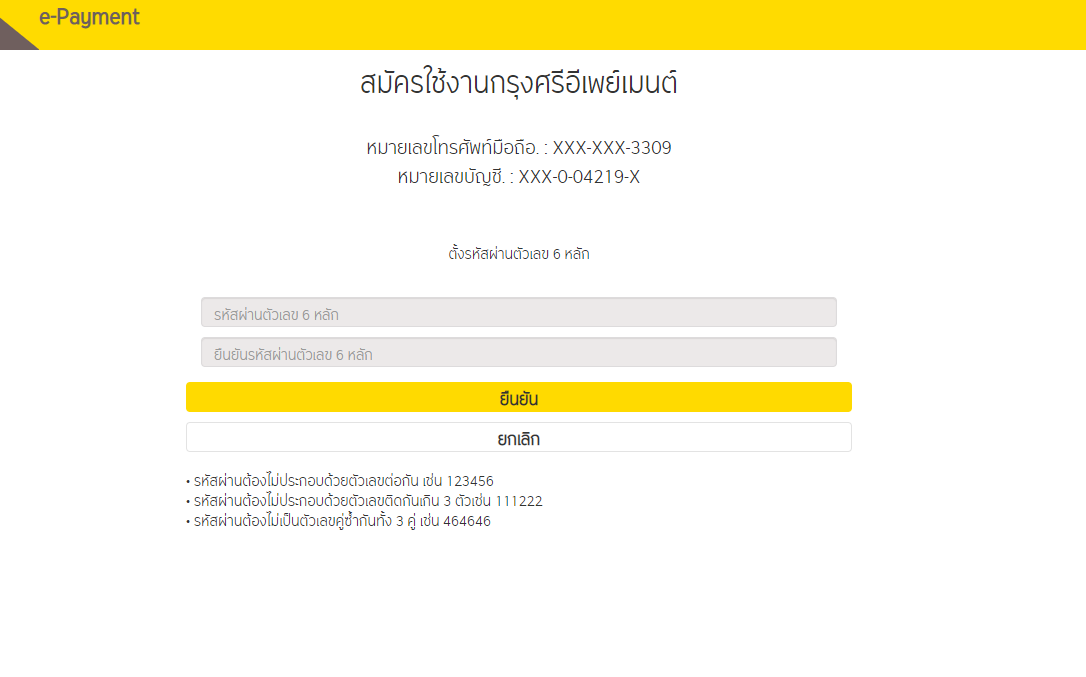 e-Payment
สมัครใช้งานกรุงศรีอีเพย์เมนต์
หมายเลขโทรศัพท์มือถือ. : XXX-XXX-3309
หมายเลขบัญชี. : XXX-0-04219-X
ตั้งรหัสผ่านตัวเลข 6 หลัก
รหัสผ่านตัวเลข 6 หลัก
ยืนยันรหัสผ่านตัวเลข 6 หลัก
ยืนยัน
ยกเลิก
• รหัสผ่านต้องไม่ประกอบด้วยตัวเลขต่อกัน เช่น 123456
• รหัสผ่านต้องไม่ประกอบด้วยตัวเลขติดกันเกิน 3 ตัวเช่น 111222
• รหัสผ่านต้องไม่เป็นตัวเลขคู่ซ้ำกันทั้ง 3 คู่ เช่น 464646